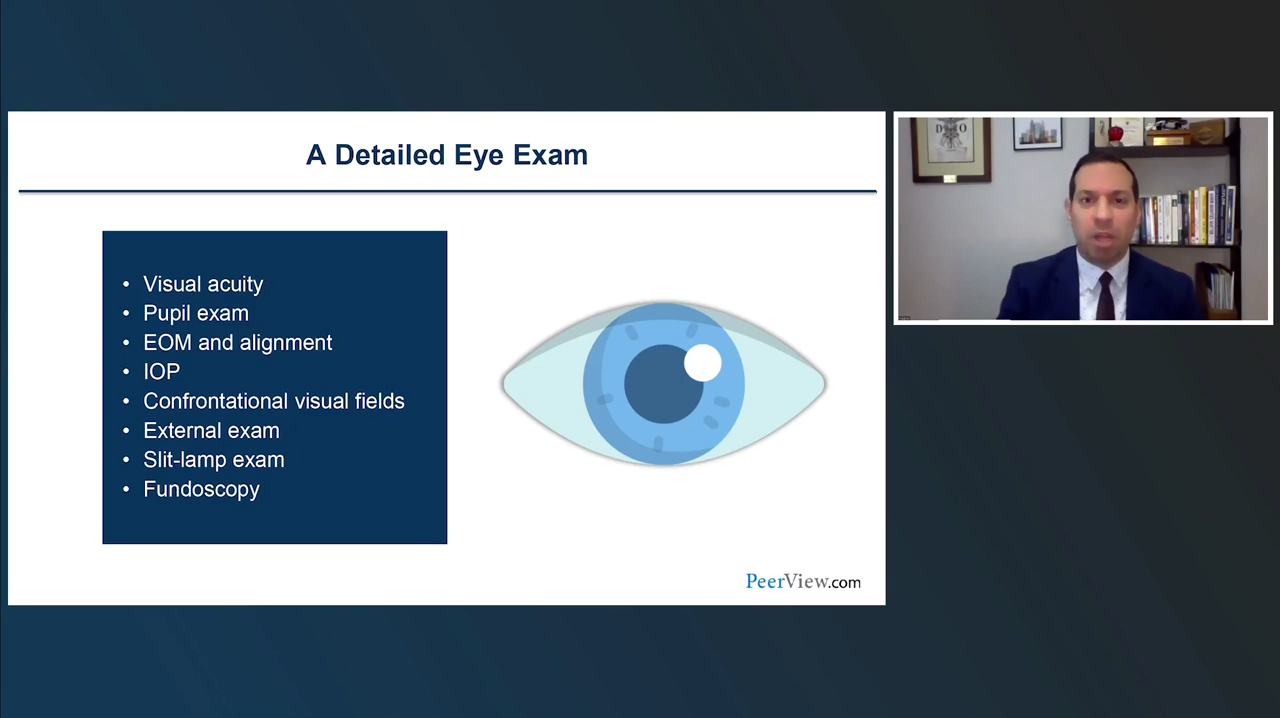 A Detailed Eye Exam
• Visual acuity
• Pupil exam
• EOM and alignment
• IOP
• Confrontational visual fields
• External exam
• Slit-lamp exam
• Fundoscopy
PeerView.com